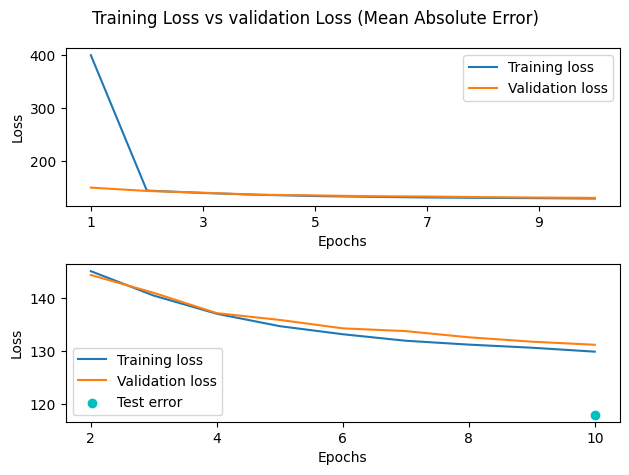 Training Loss vs validation Loss (Mean Absolute Error)
400
300
200
Loss
Training loss
Validation loss
1 3 5 7 9
Epochs
140
130
120
Loss
Training loss
Validation loss
Test error
2 4 6 8 10
Epochs